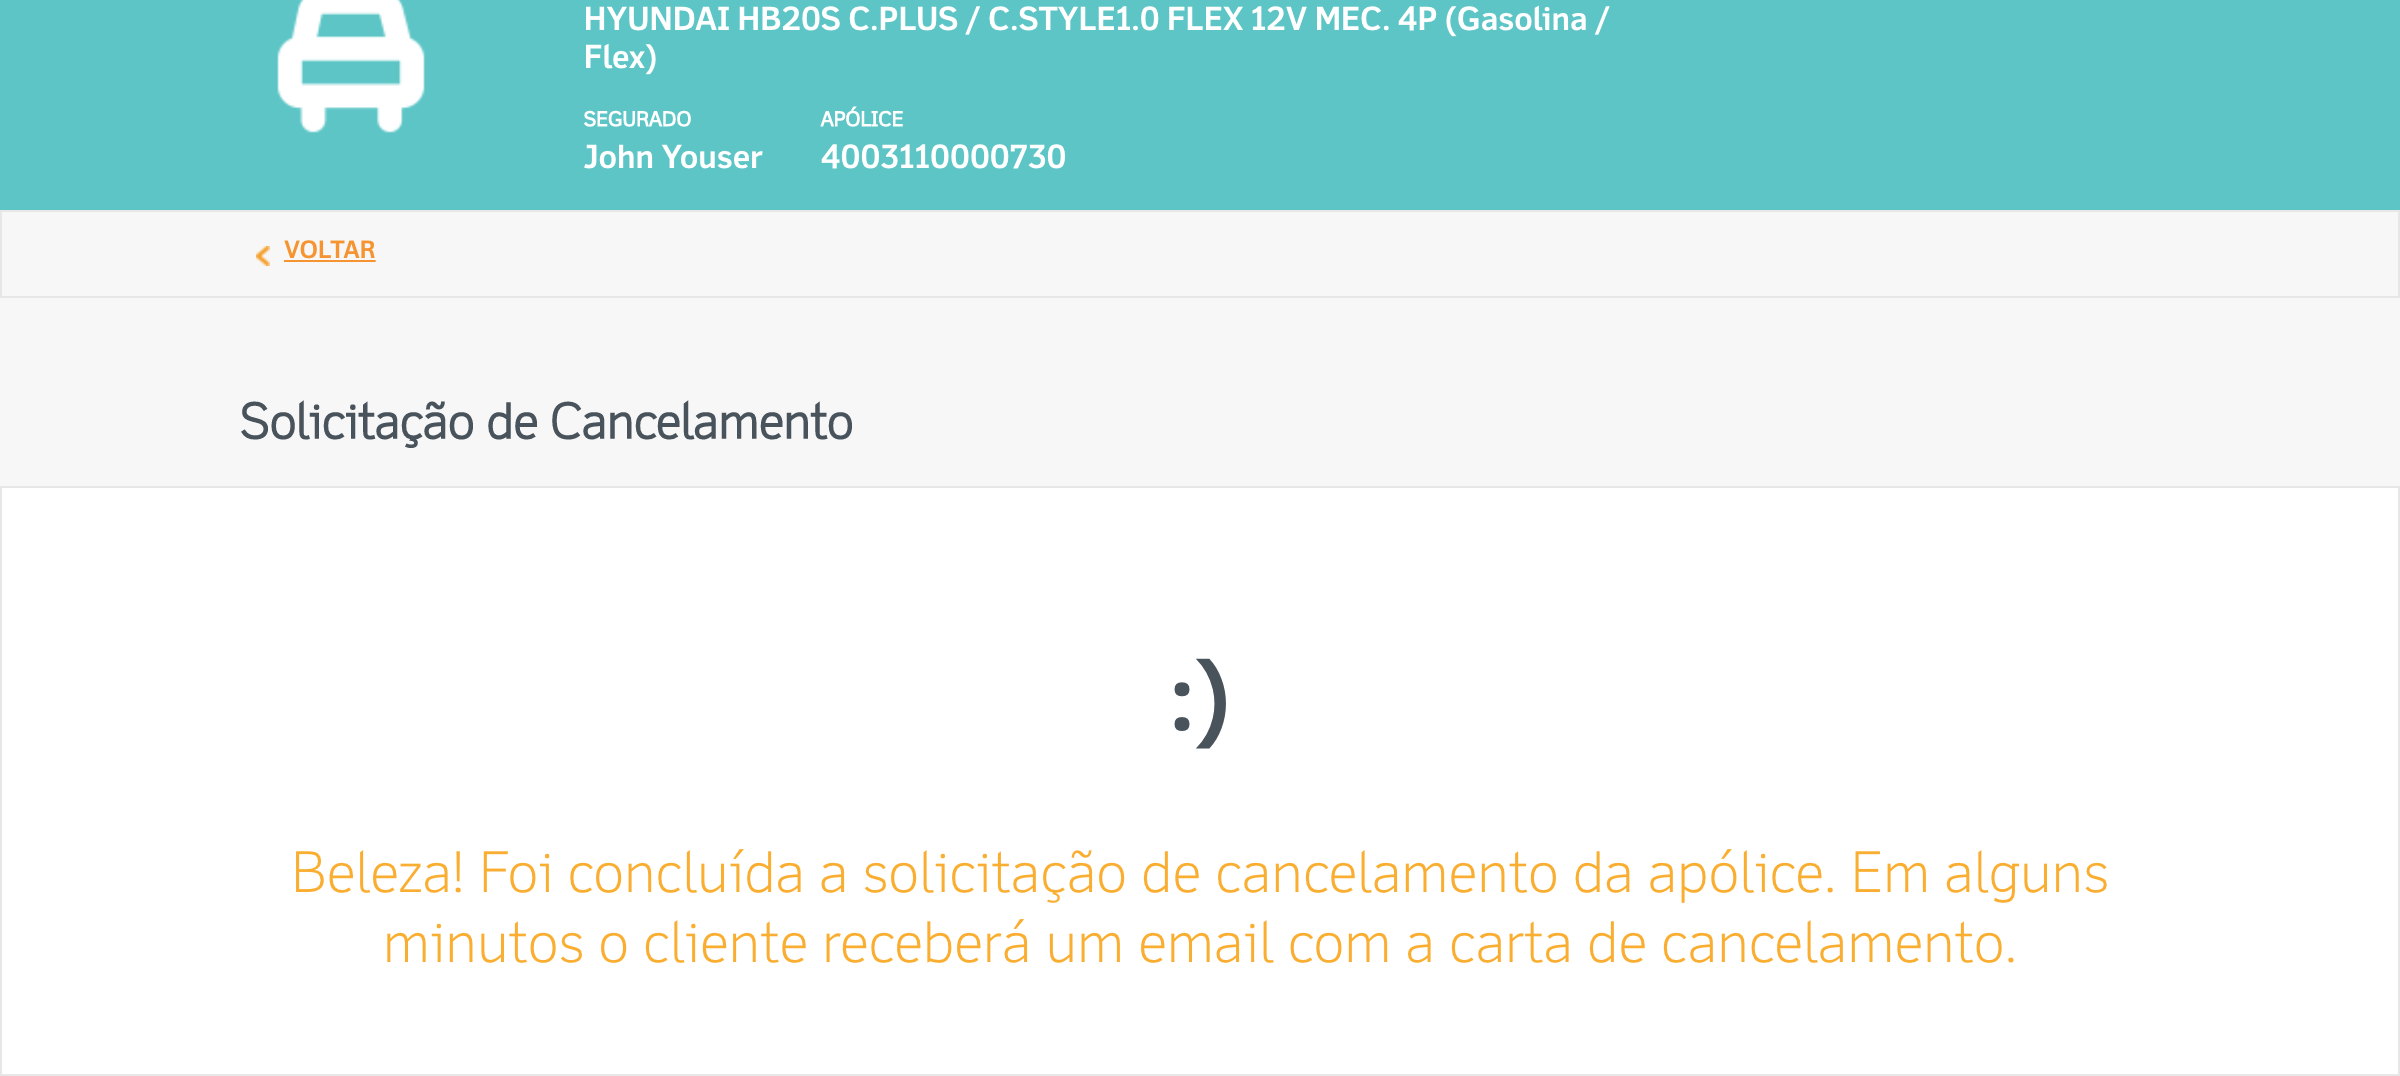 HYUNDAI HB20S C.PLUS / C.STYLE1.0 FLEX 12V MEC. 4P (Gasolina /
Flex)
SEGURADO APÓLICE
John Youser 4003110000730
VOLTAR
Solicitação de Cancelamento
:)
Beleza! Foi concluída a solicitação de cancelamento da apólice. Em alguns
minutos o cliente receberá um email com a carta de cancelamento.